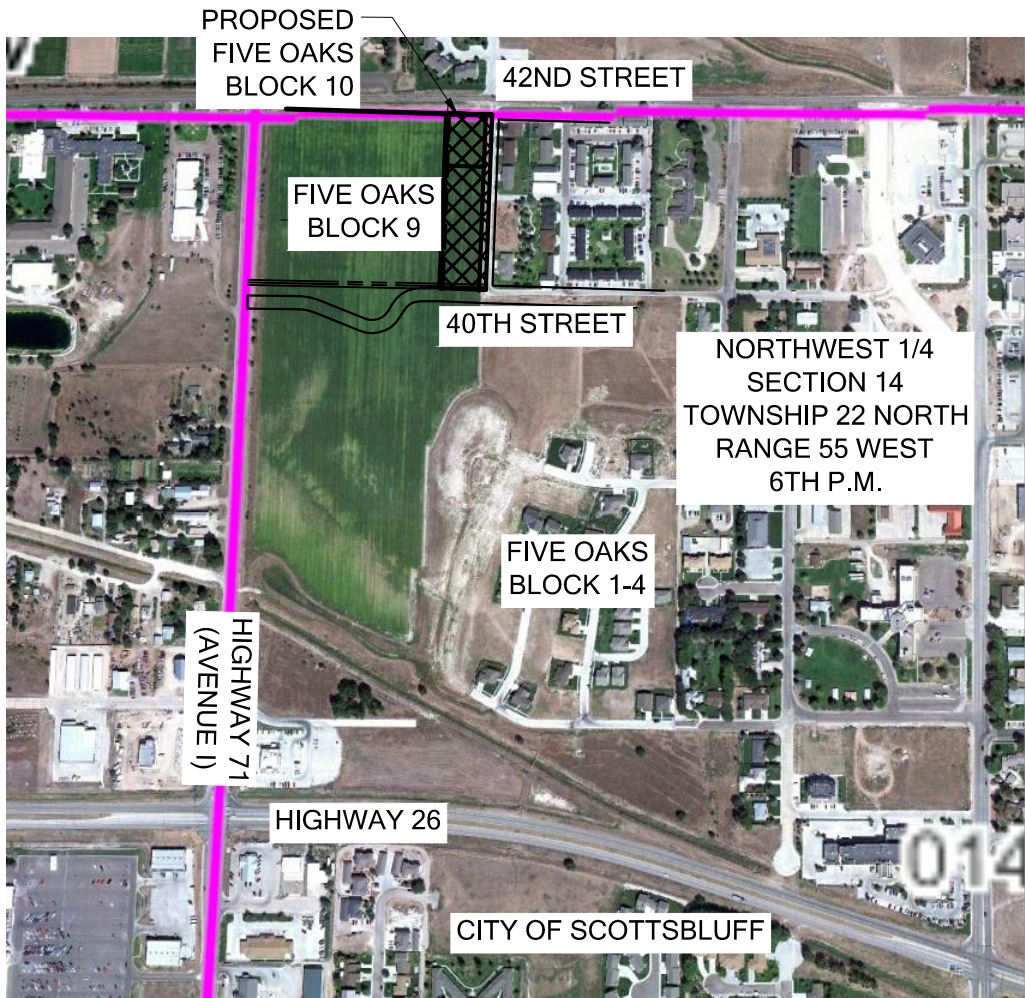 PROPOSED
FIVE OAKS
BLOCK 10
42ND STREET
FIVE OAKS
BLOCK 9
40TH STREET
NORTHWEST 1/4
SECTION 14
TOWNSHIP 22 NORTH
RANGE 55 WEST
6TH P.M.
FIVE OAKS
BLOCK 1-4
HIGHWAY 71
(AVENUE I)
HIGHWAY 26
014
CITY OF SCOTTSBLUFF